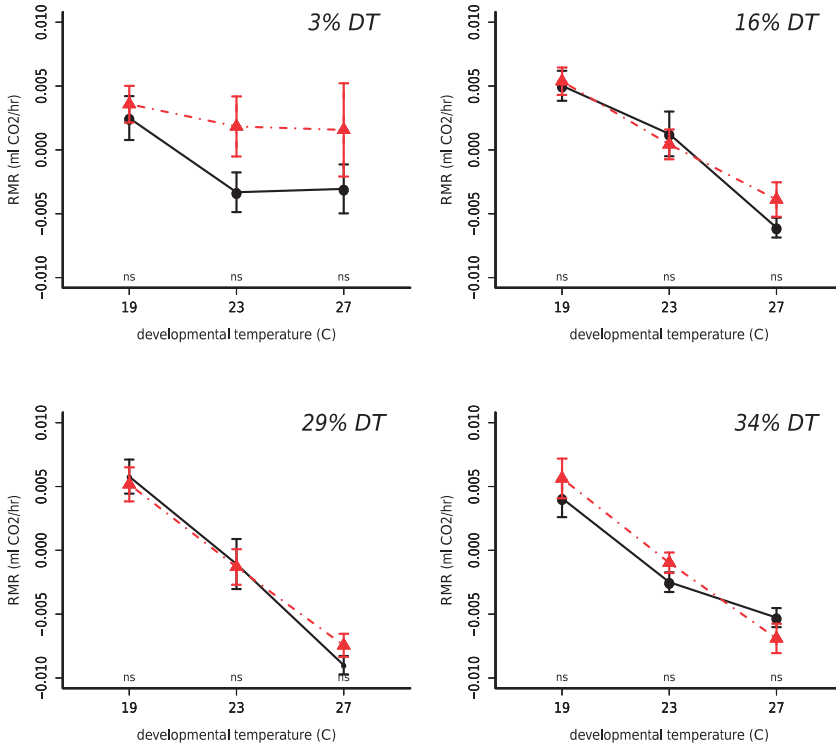 3% DT
RMR (ml CO2/hr)
0.010
0.005
0.000
−0.005
−0.010
ns ns ns
19 23 27
developmental temperature (C)
16% DT
RMR (ml CO2/hr)
0.010
0.005
0.000
−0.005
−0.010
ns ns ns
19 23 27
developmental temperature (C)
29% DT
RMR (ml CO2/hr)
0.010
0.005
0.000
−0.005
−0.010
ns ns ns
19 23 27
developmental temperature (C)
34% DT
RMR (ml CO2/hr)
0.010
0.005
0.000
−0.005
−0.010
ns ns ns
19 23 27
developmental temperature (C)